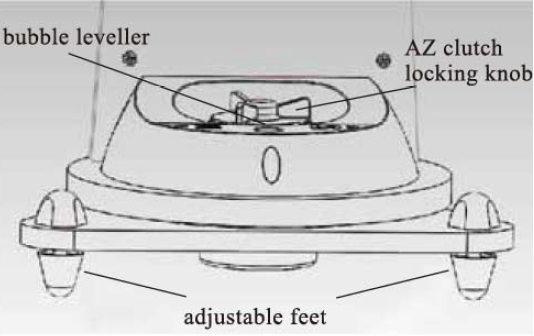 bubble leveller
AZ clutch
locking knob
adjustable feet